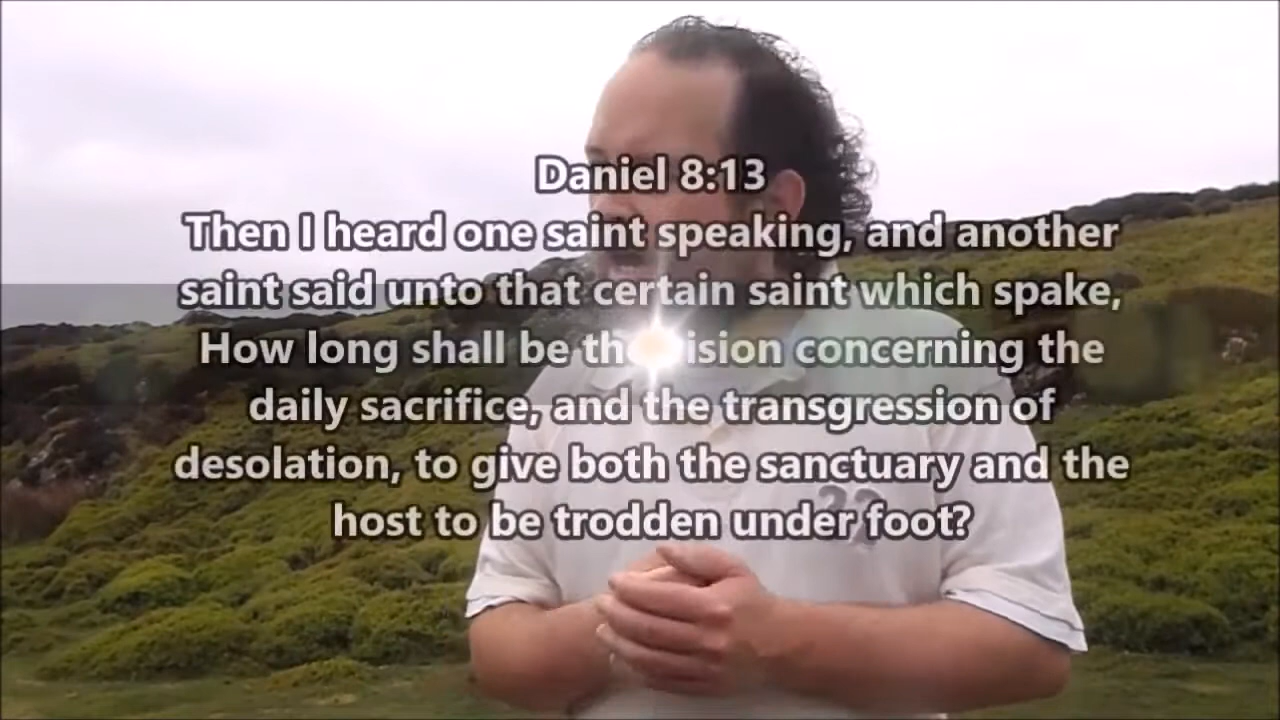 Daniel 8:13
Then I heard one saint speaking, and another
saint said unto that certain saint which spake,
How long shall be the vision concerning the
daily sacrifice, and the transgression of
desolation, to give both the sanctuary and the
host to be trodden under foot?